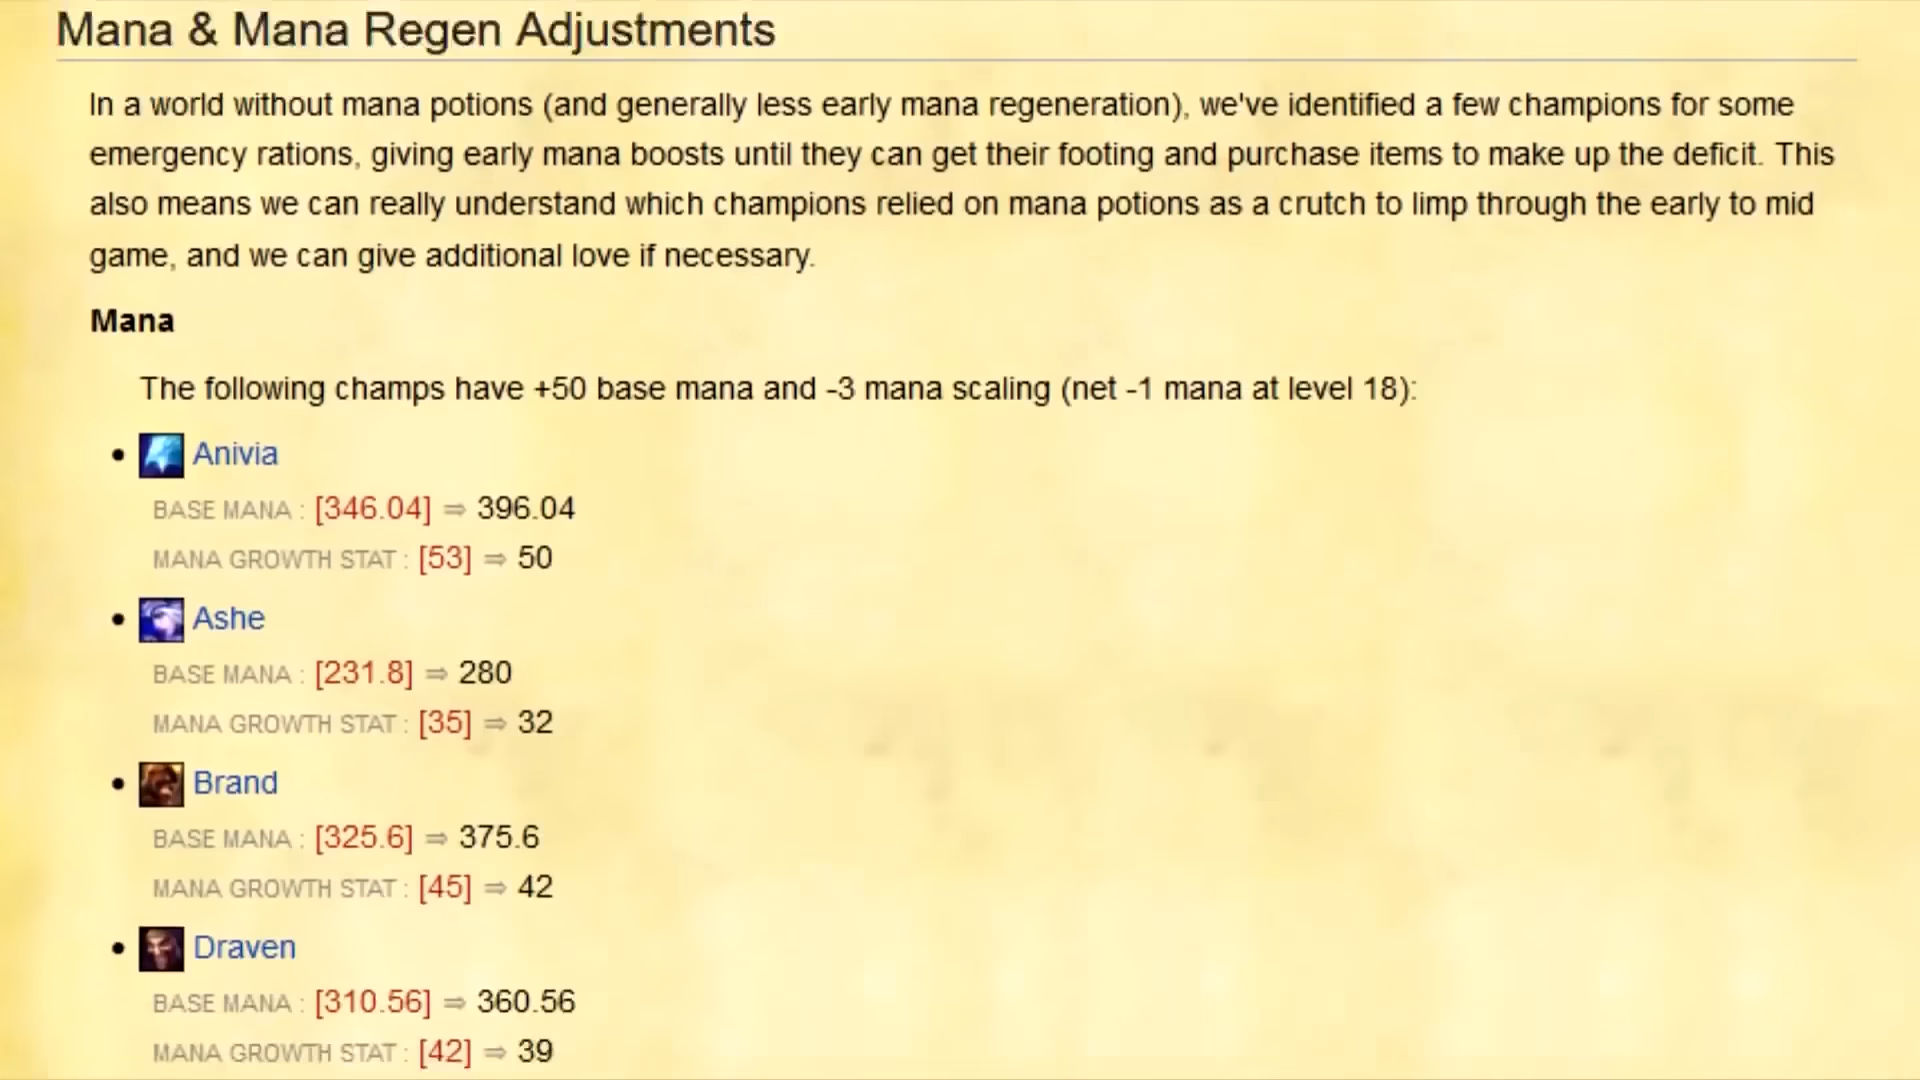 Mana & Mana Regen Adjustments
In a world without mana potions (and generally less early mana regeneration), we've identified a few champions for some
emergency rations, giving early mana boosts until they can get their footing and purchase items to make up the deficit. This
also means we can really understand which champions relied on mana potions as a crutch to limp through the early to mid
game, and we can give additional love if necessary.
Mana
The following champs have +50 base mana and -3 mana scaling (net -1 mana at level 18):
• Anivia
BASE MANA : [346.04] ⇒ 396.04
MANA GROWTH STAT : [53] ⇒ 50
• Ashe
BASE MANA : [231.8] ⇒ 280
MANA GROWTH STAT : [35] ⇒ 32
• Brand
BASE MANA : [325.6] ⇒ 375.6
MANA GROWTH STAT : [45] ⇒ 42
• Draven
BASE MANA : [310.56] ⇒ 360.56
MANA GROWTH STAT : [42] ⇒ 39